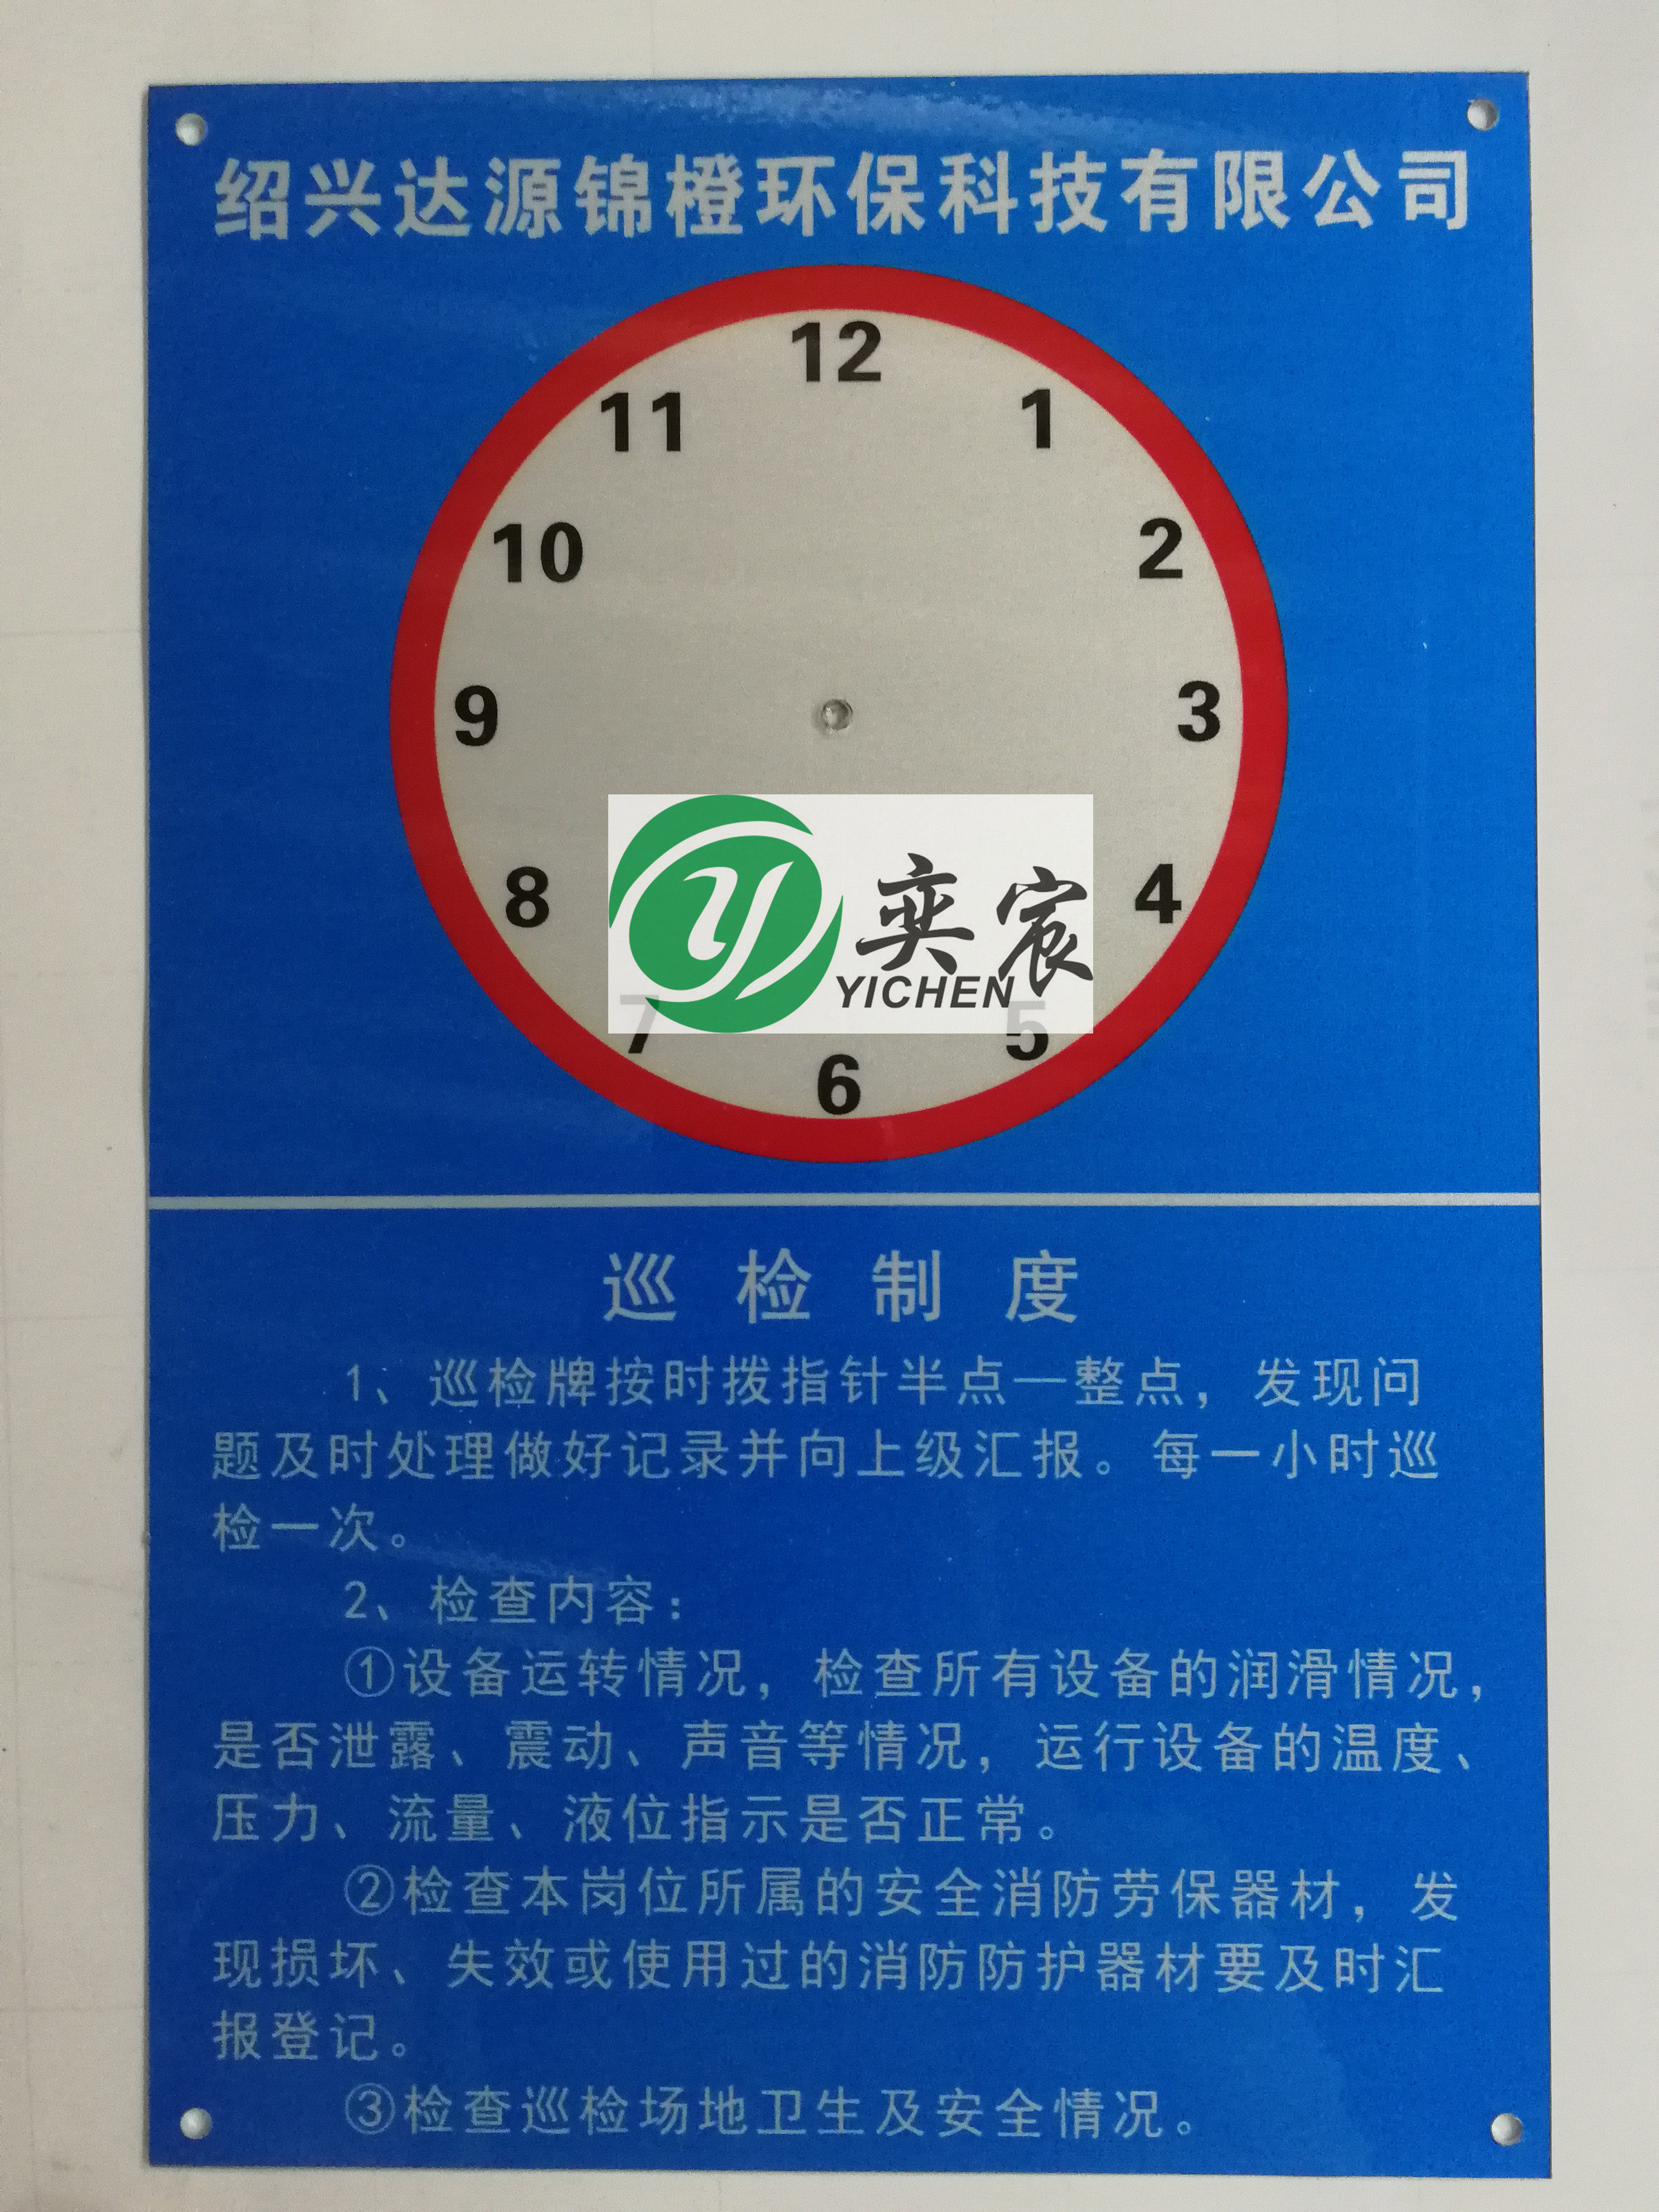 绍兴达源锦橙环保科技有限公司
12
11
1
10
2
9
3
8
4
7
5
6
奕宸
YICHEN
巡检制度
1、巡检牌按时拨指针半点—整点，发现问
题及时处理做好记录并向上级汇报。每一小时巡
检一次。
2、检查内容：
①设备运转情况，检查所有设备的润滑情况，
是否泄露、震动、声音等情况，运行设备的温度、
压力、流量、液位指示是否正常。
②检查本岗位所属的安全消防劳保器材，发
现损坏、失效或使用过的消防防护器材要及时汇
报登记。
③检查巡检场地卫生及安全情况。